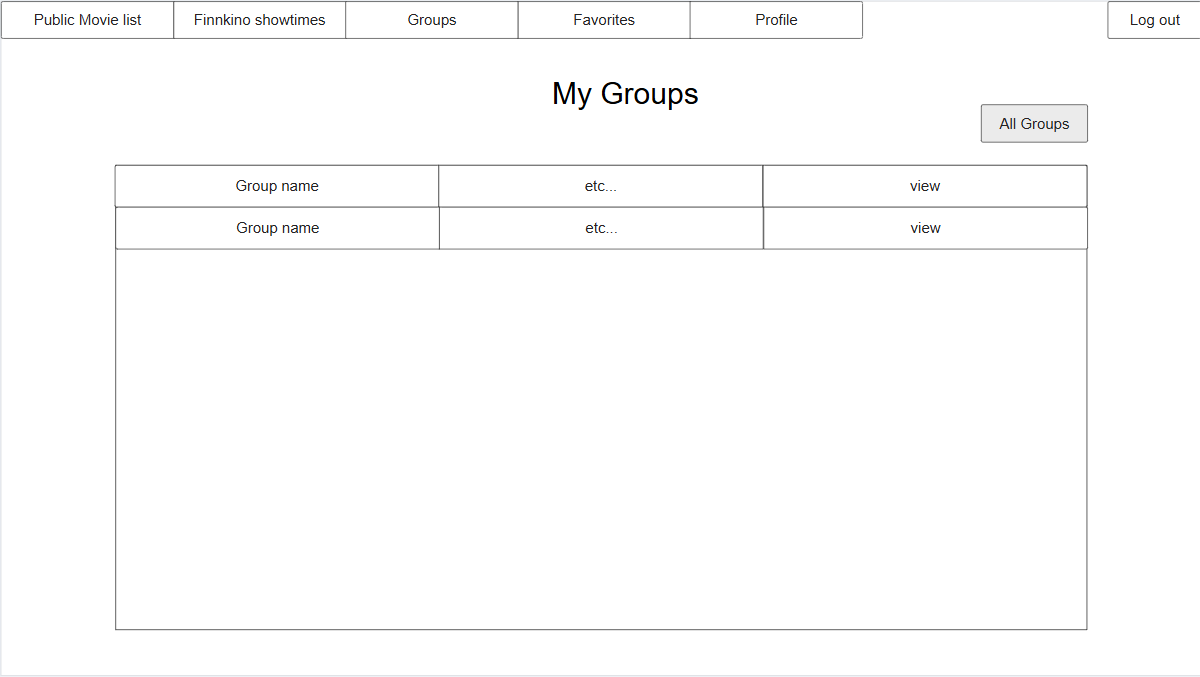 Public Movie list Finnkino showtimes Groups Favorites Profile Log out
My Groups
All Groups
Group name etc... view
Group name etc... view